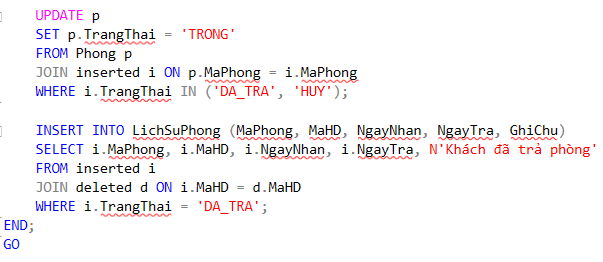 UPDATE p
SET p.TrangThai = 'TRONG'
FROM Phong p
JOIN inserted i ON p.MaPhong = i.MaPhong
WHERE i.TrangThai IN ('DA_TRA', 'HUY');
INSERT INTO LichSuPhong (MaPhong, MaHD, NgayNhan, NgayTra, GhiChu)
SELECT i.MaPhong, i.MaHD, i.NgayNhan, i.NgayTra, N'Khách đã trả phòng'
FROM inserted i
JOIN deleted d ON i.MaHD = d.MaHD
WHERE i.TrangThai = 'DA_TRA';
END;
GO